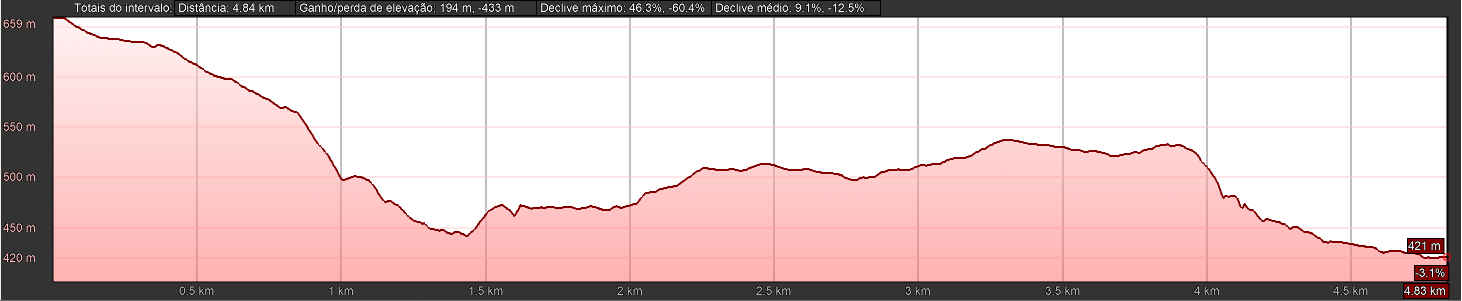 Totais do intervalo: Distância: 4.84 km Ganho/perda de elevação: 194 m, -433 m Declive máximo: 46.3%, -60.4% Declive médio: 9.1%, -12.5%
659 m
600 m
550 m
500 m
450 m
421 m
420 m
-3.1%
0.5 km 1 km 1.5 km 2 km 2.5 km 3 km 3.5 km 4 km 4.5 km 4.83 km